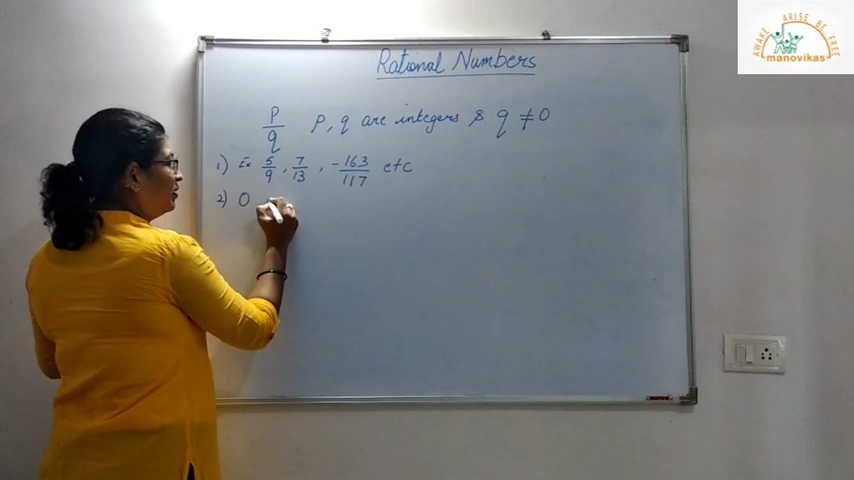 AWAKE ARISE BE FREE
manovikas
Rational Numbers
P/q P, q are integers & q ≠ 0
1) Ex 5/9, 7/13, -163/117 etc
2) 0